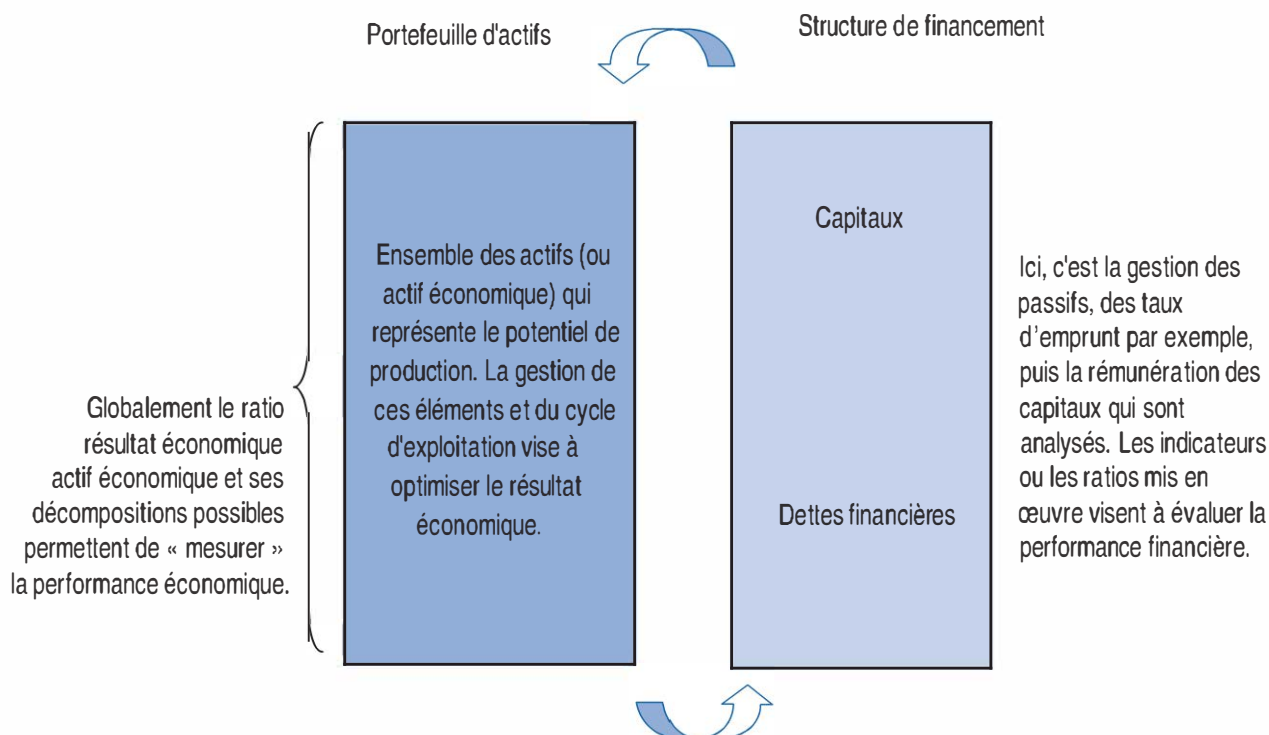 Portefeuille d'actifs
Structure de financement
Globalement le ratio
résultat économique
actif économique et ses
décompositions possibles
permettent de « mesurer »
la performance économique.
Ensemble des actifs (ou
actif économique) qui
représente le potentiel de
production. La gestion de
ces éléments et du cycle
d'exploitation vise à
optimiser le résultat
économique.
Capitaux
Dettes financières
Ici, c'est la gestion des
passifs, des taux
d'emprunt par exemple,
puis la rémunération des
capitaux qui sont
analysés. Les indicateurs
ou les ratios mis en
œuvre visent à évaluer la
performance financière.